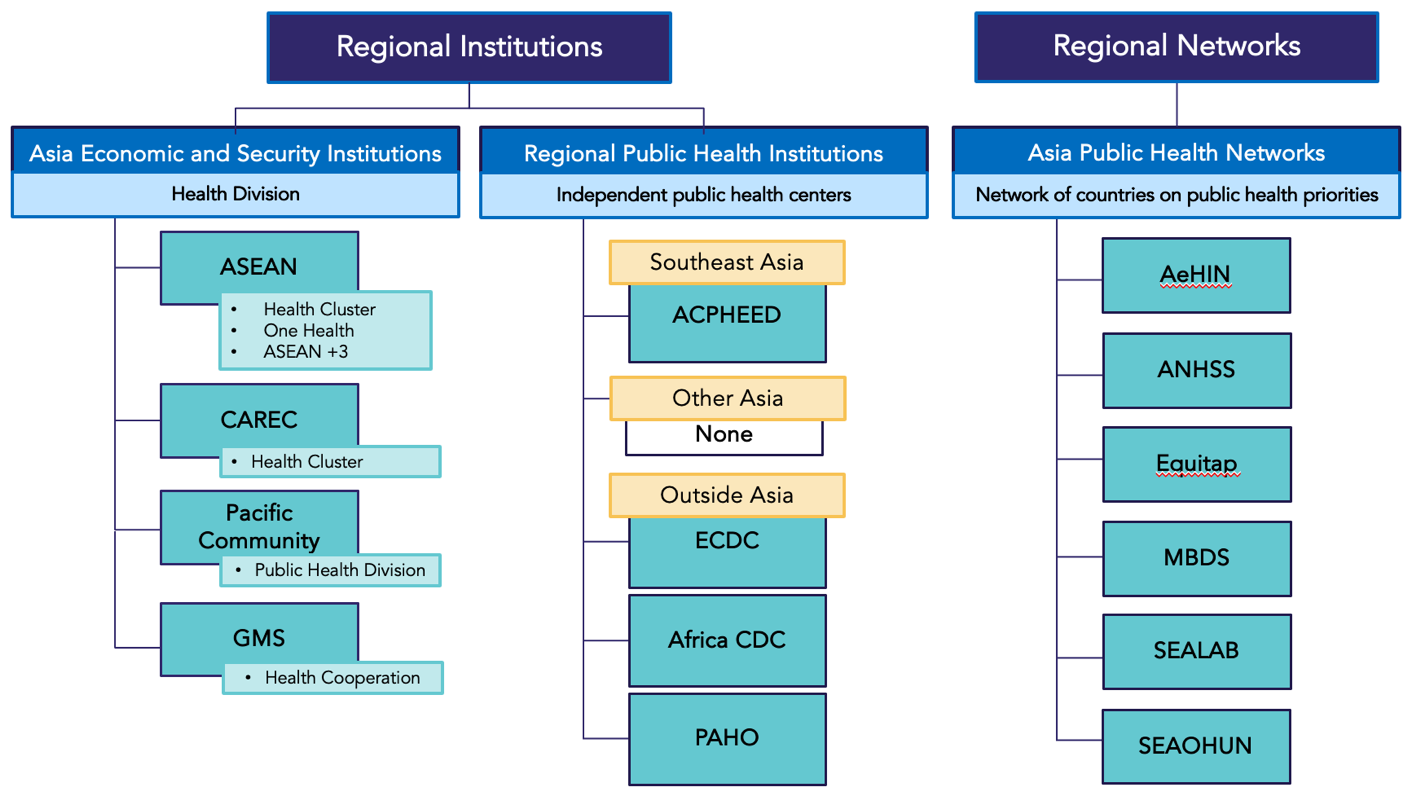 Regional Institutions
Asia Economic and Security Institutions
Health Division
ASEAN
• Health Cluster
• One Health
• ASEAN +3
CAREC
• Health Cluster
Pacific
Community
• Public Health Division
GMS
• Health Cooperation
Regional Public Health Institutions
Independent public health centers
Southeast Asia
ACPHEED
Other Asia
None
Outside Asia
ECDC
Africa CDC
PAHO
Regional Networks
Asia Public Health Networks
Network of countries on public health priorities
AeHIN
ANHSS
Equitap
MBDS
SEALAB
SEAOHUN